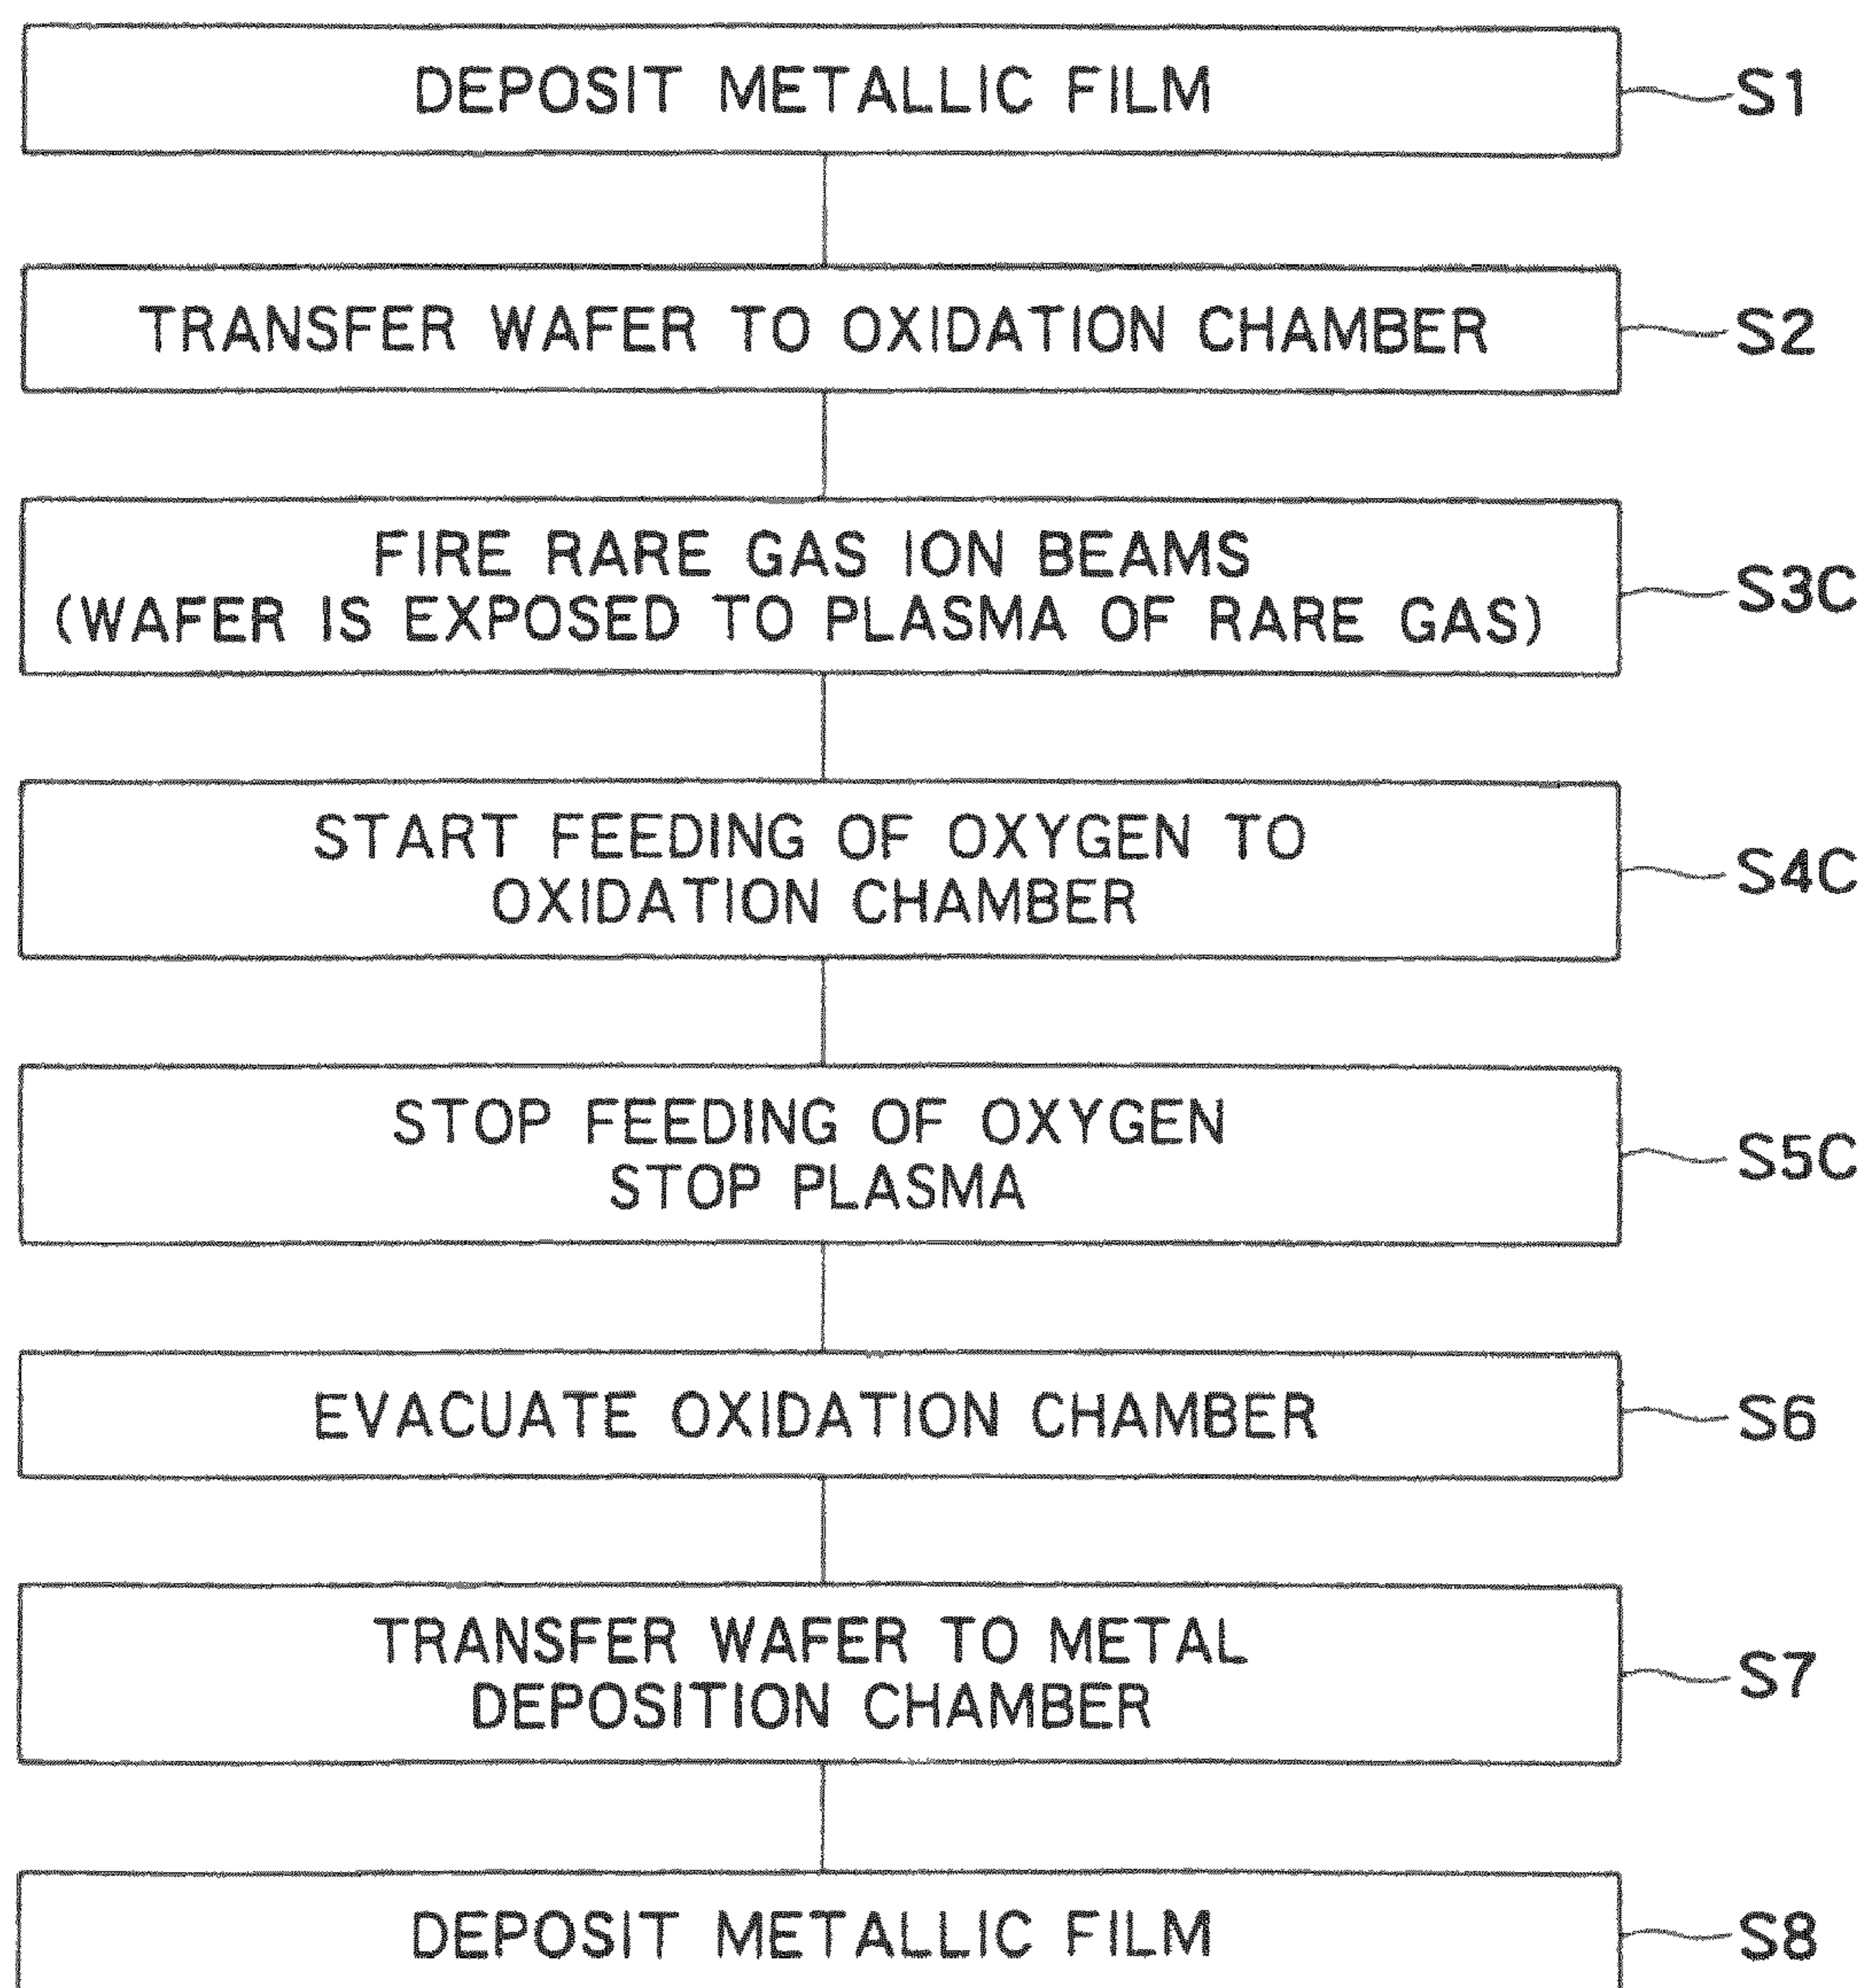 DEPOSIT METALLIC FILM
S1
TRANSFER WAFER TO OXIDATION CHAMBER
S2
FIRE RARE GAS ION BEAMS
(WAFER IS EXPOSED TO PLASMA OF RARE GAS)
S3C
START FEEDING OF OXYGEN TO
OXIDATION CHAMBER
S4C
STOP FEEDING OF OXYGEN
STOP PLASMA
S5C
EVACUATE OXIDATION CHAMBER
S6
TRANSFER WAFER TO METAL
DEPOSITION CHAMBER
S7
DEPOSIT METALLIC FILM
S8